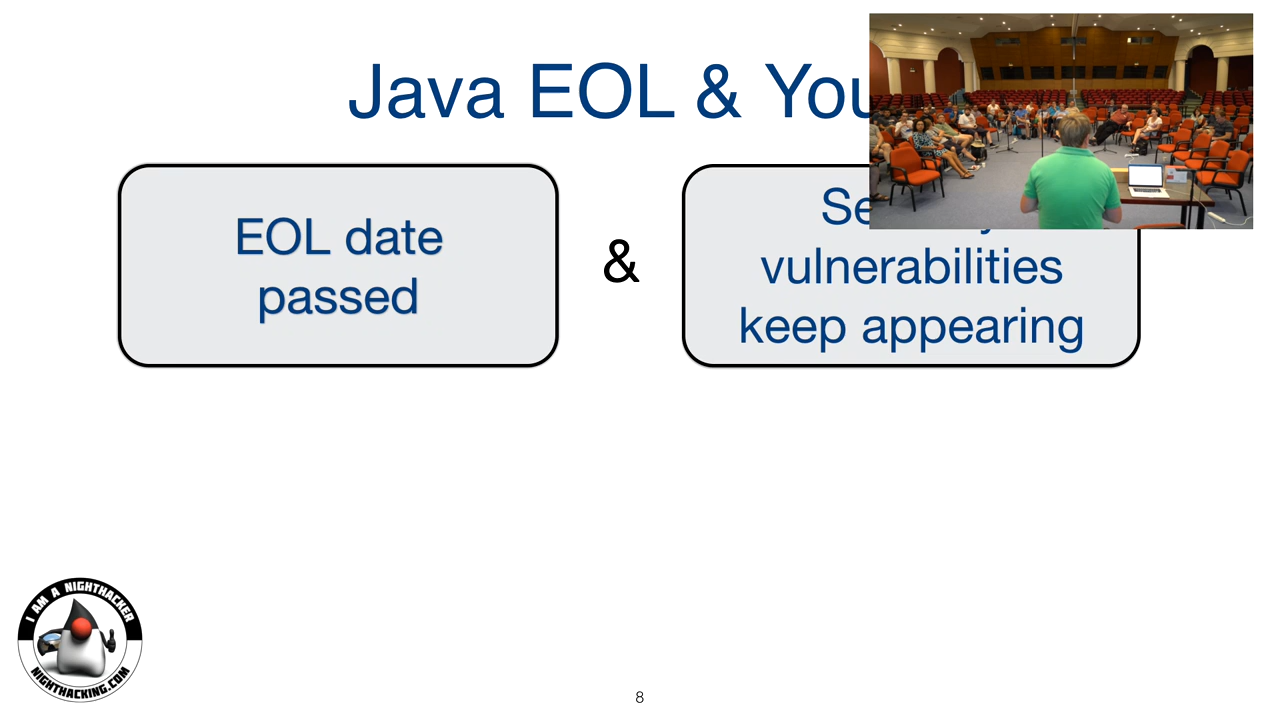 Java EOL & You
EOL date
passed
&
vulnerabilities
keep appearing
I AM A NIGHTHACKER
NIGHTHACKING.COM
8